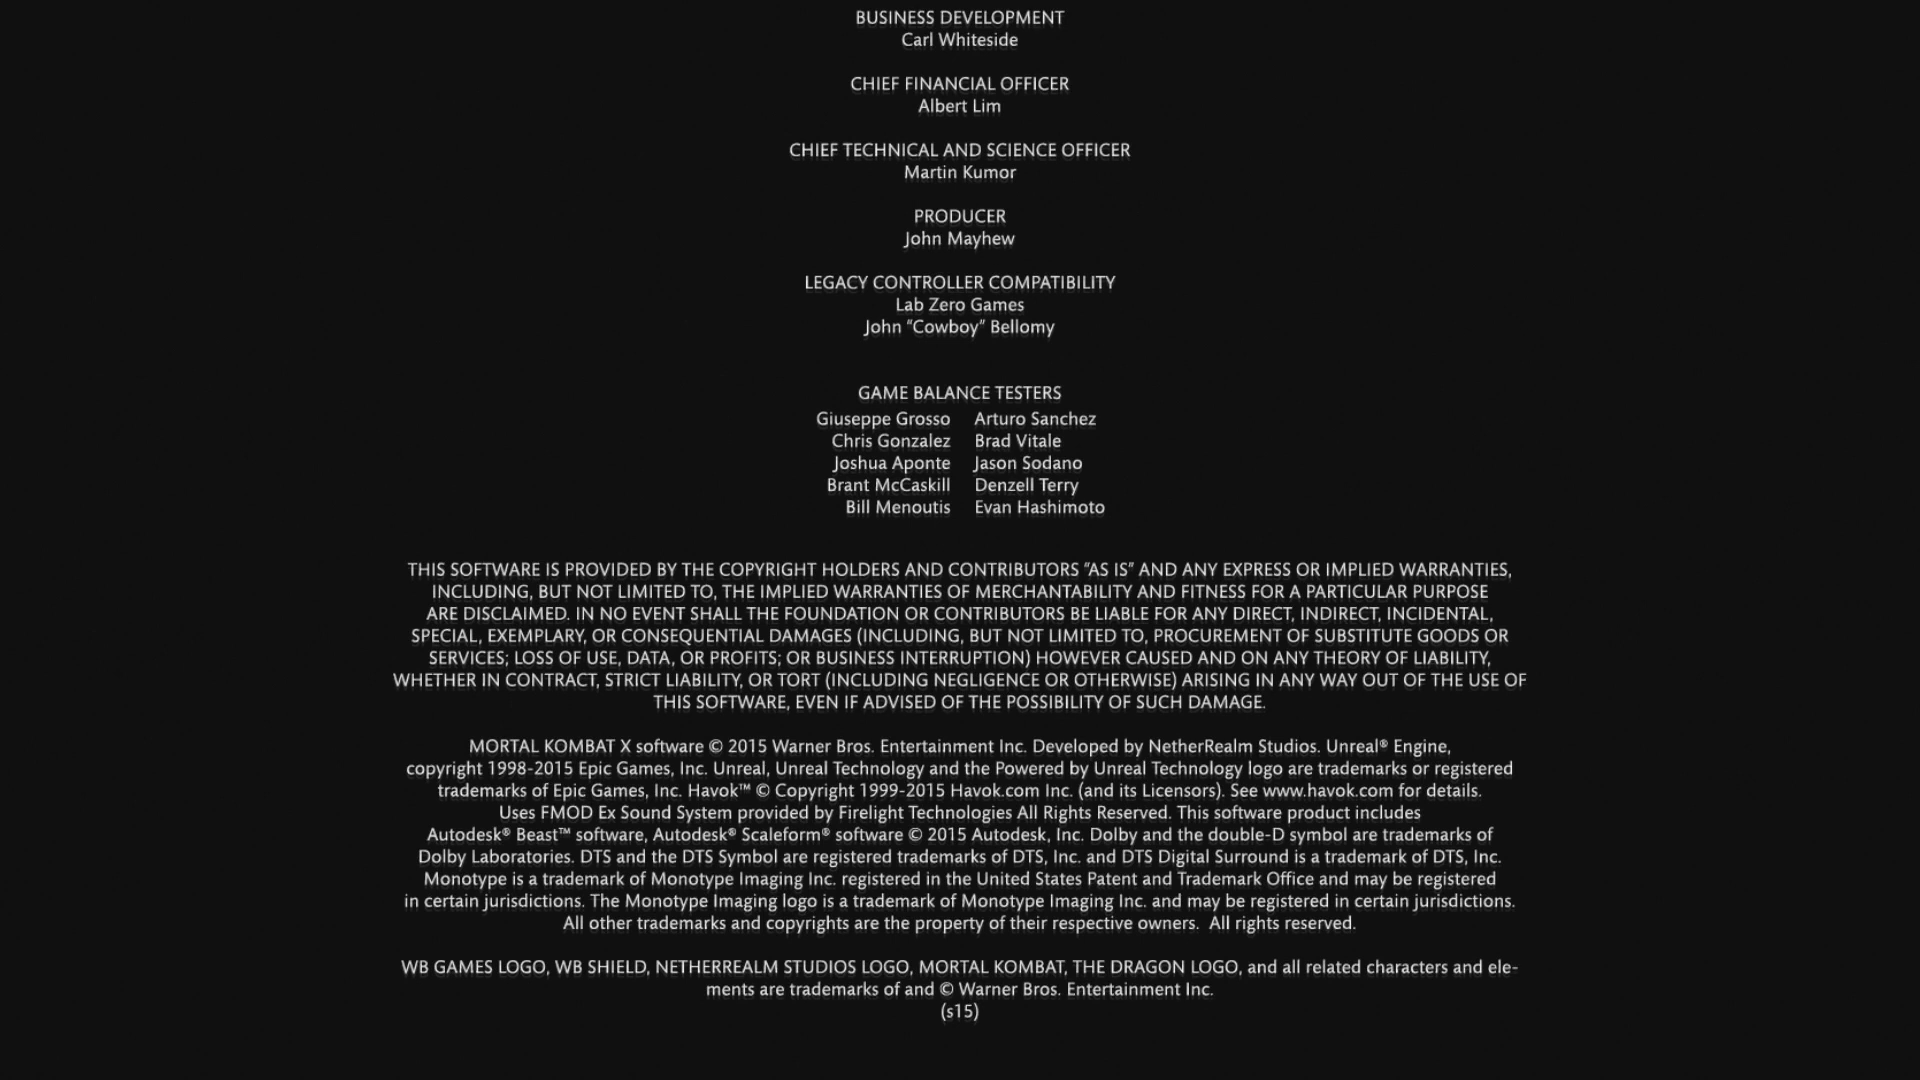 BUSINESS DEVELOPMENT
Carl Whiteside
CHIEF FINANCIAL OFFICER
Albert Lim
CHIEF TECHNICAL AND SCIENCE OFFICER
Martin Kumor
PRODUCER
John Mayhew
LEGACY CONTROLLER COMPATIBILITY
Lab Zero Games
John “Cowboy” Bellomy
GAME BALANCE TESTERS
Giuseppe Grosso Arturo Sanchez
Chris Gonzalez Brad Vitale
Joshua Aponte Jason Sodano
Brant McCaskill Denzell Terry
Bill Menoutis Evan Hashimoto
THIS SOFTWARE IS PROVIDED BY THE COPYRIGHT HOLDERS AND CONTRIBUTORS “AS IS” AND ANY EXPRESS OR IMPLIED WARRANTIES,
INCLUDING, BUT NOT LIMITED TO, THE IMPLIED WARRANTIES OF MERCHANTABILITY AND FITNESS FOR A PARTICULAR PURPOSE
ARE DISCLAIMED. IN NO EVENT SHALL THE FOUNDATION OR CONTRIBUTORS BE LIABLE FOR ANY DIRECT, INDIRECT, INCIDENTAL,
SPECIAL, EXEMPLARY, OR CONSEQUENTIAL DAMAGES (INCLUDING, BUT NOT LIMITED TO, PROCUREMENT OF SUBSTITUTE GOODS OR
SERVICES; LOSS OF USE, DATA, OR PROFITS; OR BUSINESS INTERRUPTION) HOWEVER CAUSED AND ON ANY THEORY OF LIABILITY,
WHETHER IN CONTRACT, STRICT LIABILITY, OR TORT (INCLUDING NEGLIGENCE OR OTHERWISE) ARISING IN ANY WAY OUT OF THE USE OF
THIS SOFTWARE, EVEN IF ADVISED OF THE POSSIBILITY OF SUCH DAMAGE.
MORTAL KOMBAT X software © 2015 Warner Bros. Entertainment Inc. Developed by NetherRealm Studios. Unreal® Engine,
copyright 1998-2015 Epic Games, Inc. Unreal, Unreal Technology and the Powered by Unreal Technology logo are trademarks or registered
trademarks of Epic Games, Inc. Havok™ © Copyright 1999-2015 Havok.com Inc. (and its Licensors). See www.havok.com for details.
Uses FMOD Ex Sound System provided by Firelight Technologies All Rights Reserved. This software product includes
Autodesk® Beast™ software, Autodesk® Scaleform® software © 2015 Autodesk, Inc. Dolby and the double-D symbol are trademarks of
Dolby Laboratories. DTS and the DTS Symbol are registered trademarks of DTS, Inc. and DTS Digital Surround is a trademark of DTS, Inc.
Monotype is a trademark of Monotype Imaging Inc. registered in the United States Patent and Trademark Office and may be registered
in certain jurisdictions. The Monotype Imaging logo is a trademark of Monotype Imaging Inc. and may be registered in certain jurisdictions.
All other trademarks and copyrights are the property of their respective owners. All rights reserved.
WB GAMES LOGO, WB SHIELD, NETHERREALM STUDIOS LOGO, MORTAL KOMBAT, THE DRAGON LOGO, and all related characters and ele-
ments are trademarks of and © Warner Bros. Entertainment Inc.
(s15)